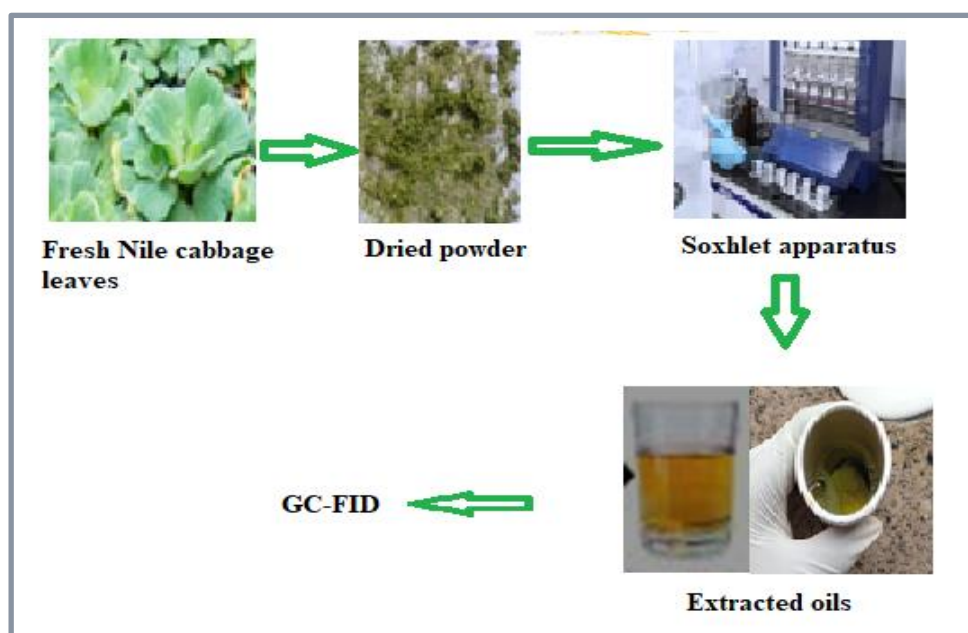 Fresh Nile cabbage
leaves
Dried powder
Soxhlet apparatus
GC-FID
Extracted oils